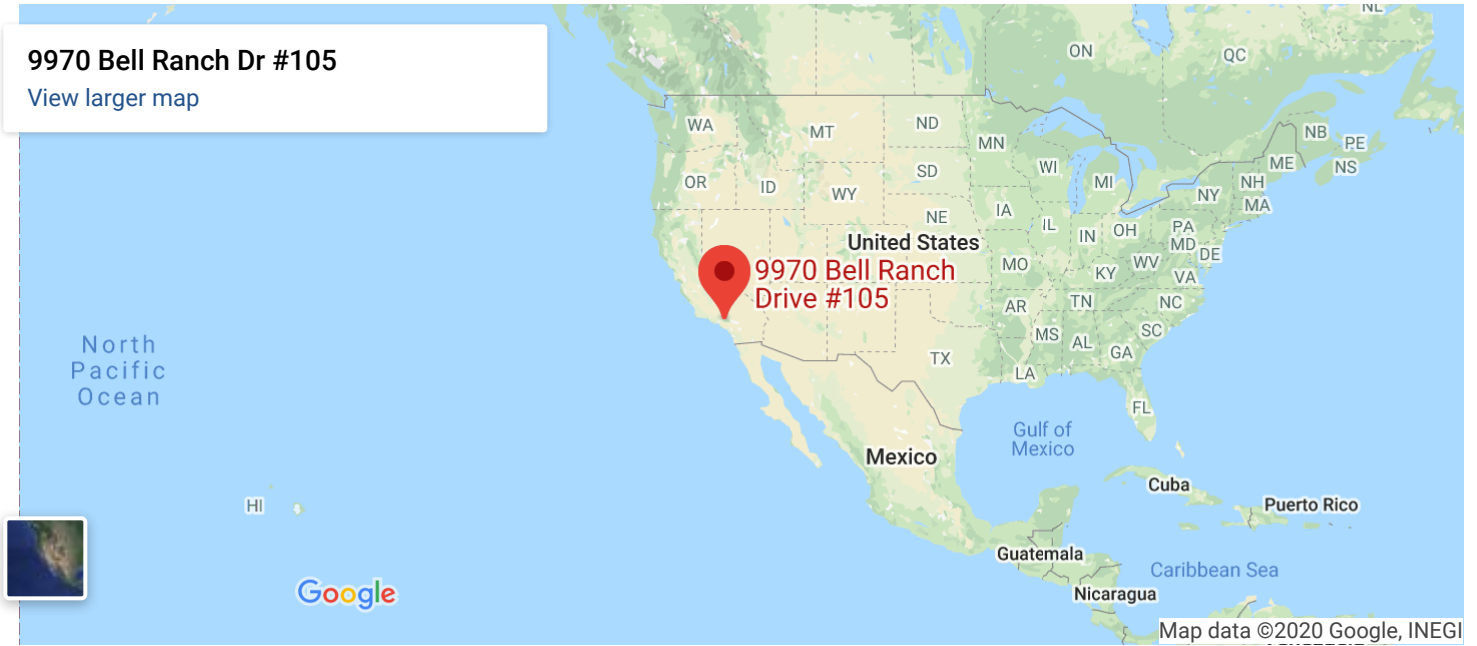 9970 Bell Ranch Dr #105
View larger map
NL
ON
QC
WA
MT
ND
MN
NB
PE
OR
ID
WY
SD
WI
MI
ME
NS
NY
NH
MA
NE
IA
IL
IN
OH
PA
MD
DE
United States
9970 Bell Ranch
Drive #105
MO
KY
WV
VA
AR
TN
NC
MS
AL
GA
SC
TX
LA
FL
North
Pacific
Ocean
Gulf of
Mexico
Mexico
Cuba
Puerto Rico
HI
Guatemala
Caribbean Sea
Nicaragua
Google
Map data ©2020 Google, INEGI